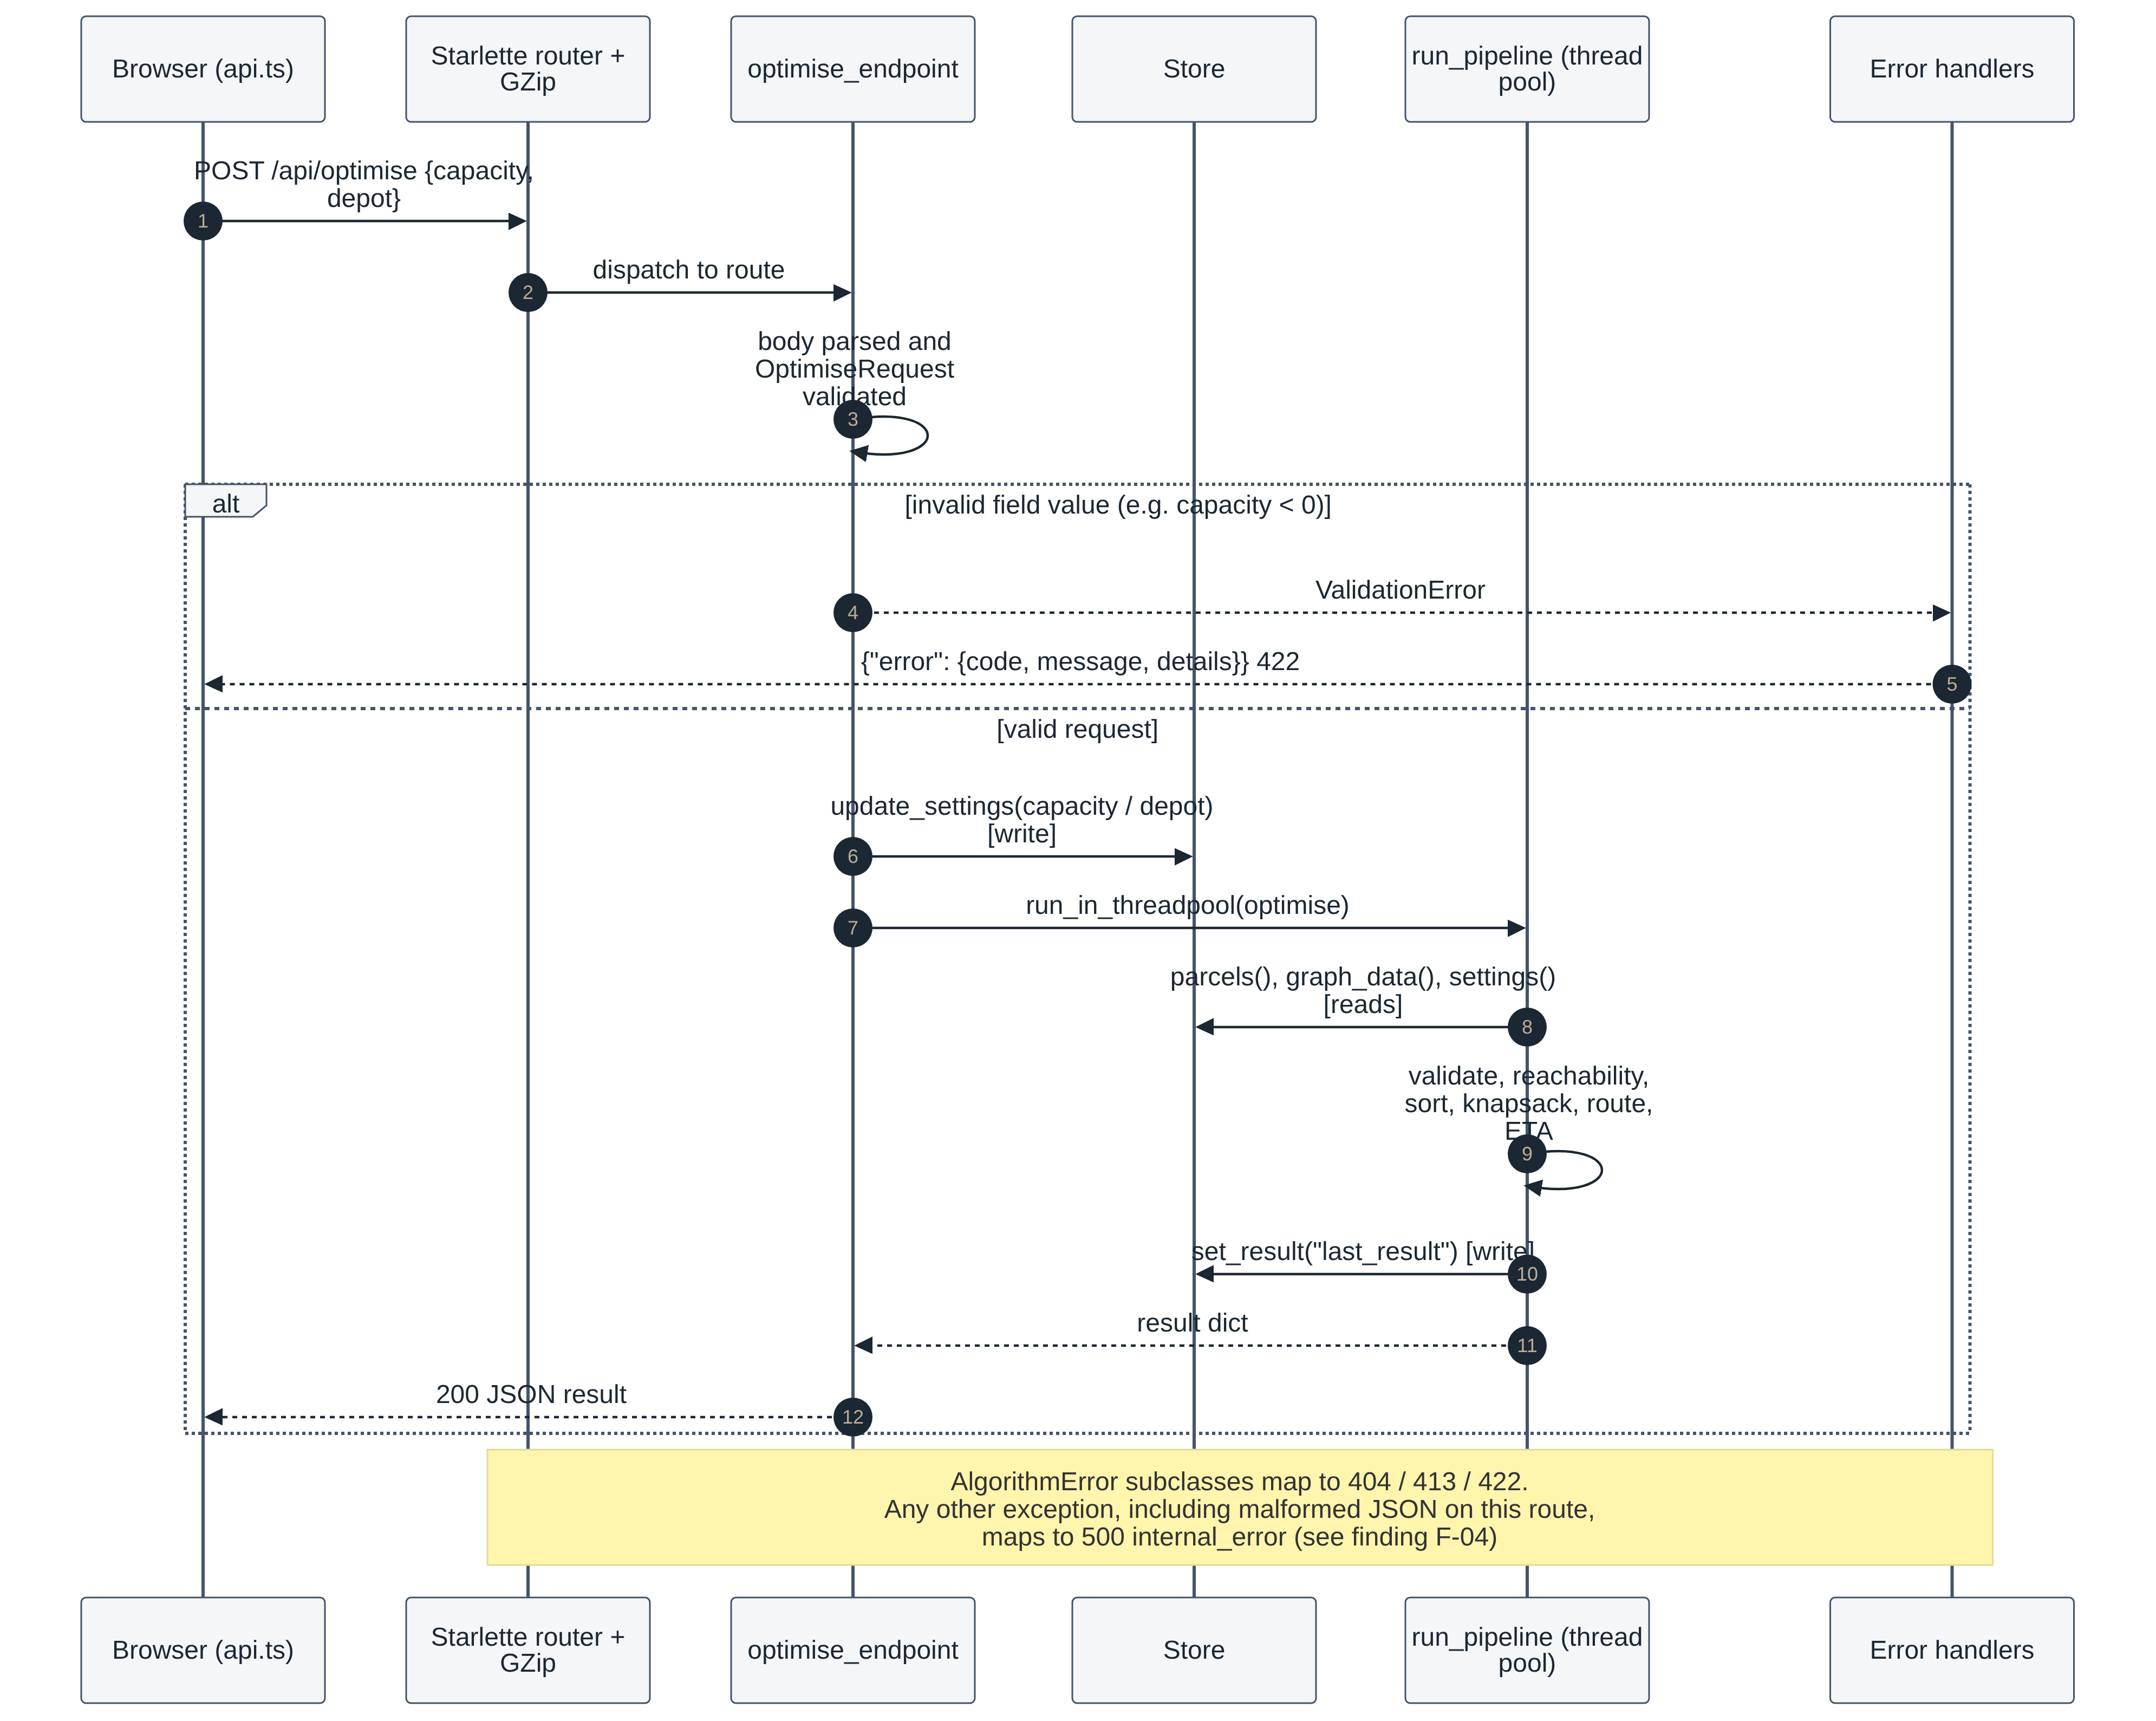 Browser (api.ts)
Starlette router +
GZip
optimise_endpoint
Store
run_pipeline (thread
pool)
Error handlers
POST /api/optimise {capacity,
depot}
1
dispatch to route
2
body parsed and
OptimiseRequest
validated
3
alt
[invalid field value (e.g. capacity < 0)]
ValidationError
4
{"error": {code, message, details}} 422
5
[valid request]
update_settings(capacity / depot)
[write]
6
run_in_threadpool(optimise)
7
parcels(), graph_data(), settings()
[reads]
8
validate, reachability,
sort, knapsack, route,
ETA
9
set_result("last_result") [write]
10
result dict
11
200 JSON result
12
AlgorithmError subclasses map to 404 / 413 / 422.
Any other exception, including malformed JSON on this route,
maps to 500 internal_error (see finding F-04)
Browser (api.ts)
Starlette router +
GZip
optimise_endpoint
Store
run_pipeline (thread
pool)
Error handlers